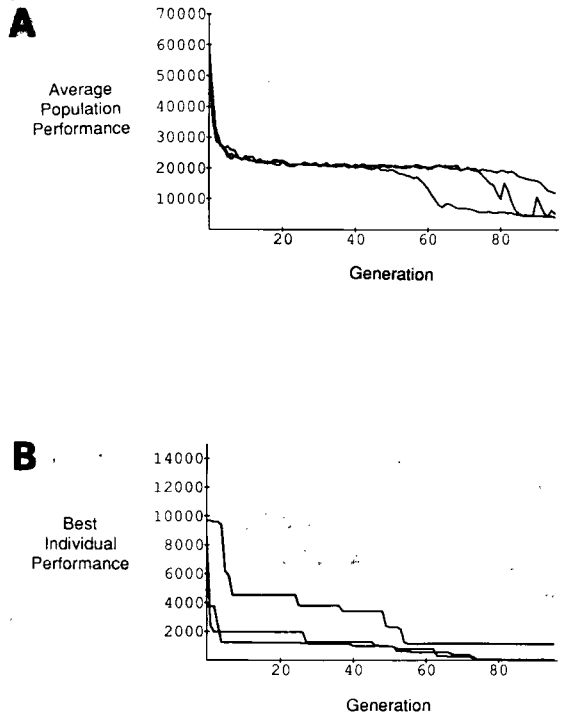 A
70000
60000
50000
40000
30000
20000
10000
Average
Population
Performance
20 40 60 80
Generation
B
14000
12000
10000
8000
6000
4000
2000
Best
Individual
Performance
20 40 60 80
Generation